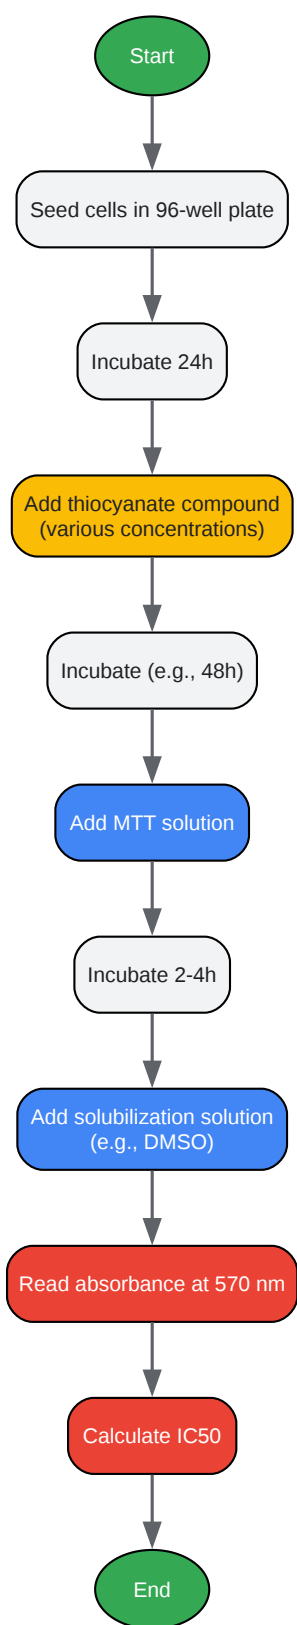 Start
Seed cells in 96-well plate
Incubate 24h
Add thiocyanate compound
(various concentrations)
Incubate (e.g., 48h)
Add MTT solution
Incubate 2-4h
Add solubilization solution
(e.g., DMSO)
Read absorbance at 570 nm
Calculate IC50
End